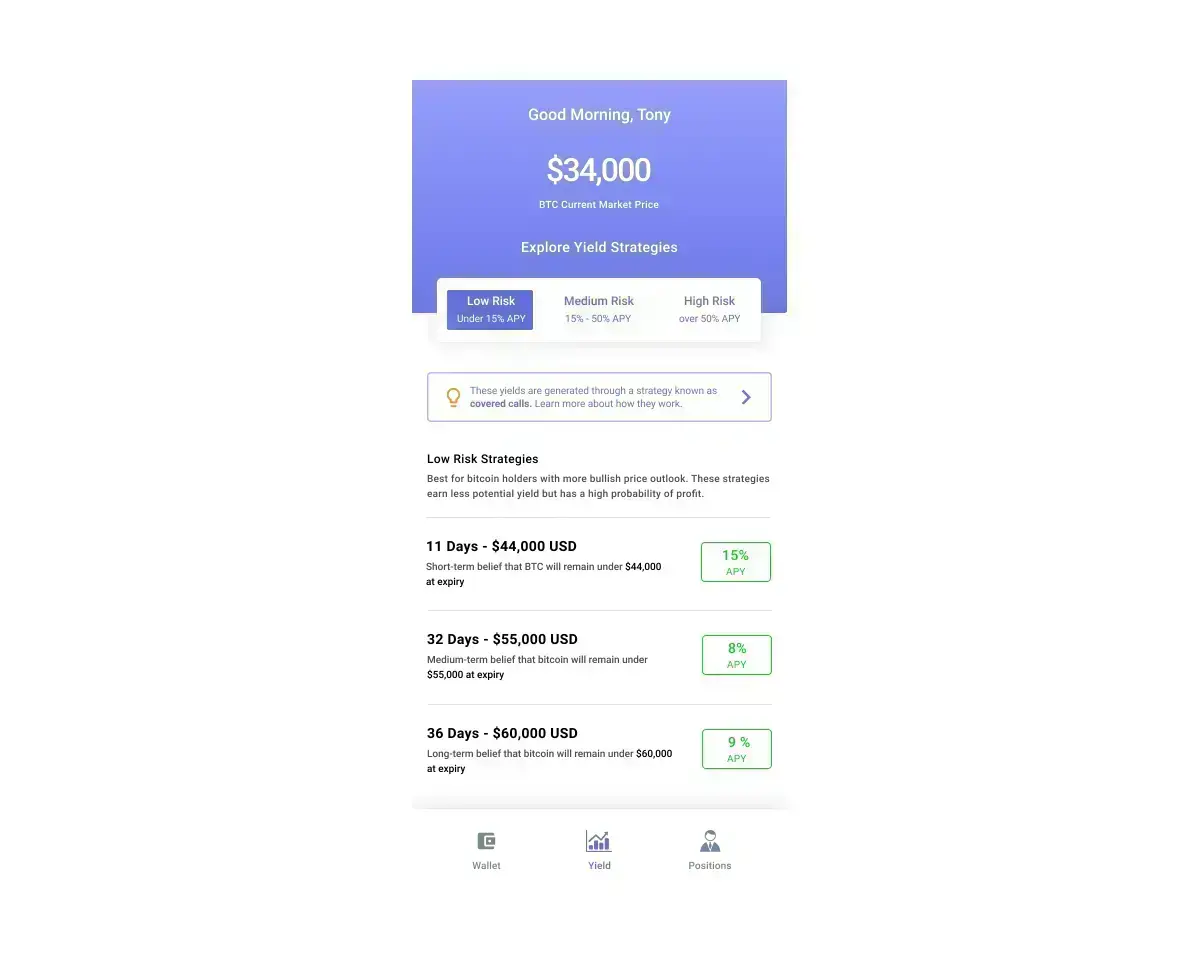 Good Morning, Tony
$34,000
BTC Current Market Price
Explore Yield Strategies
Low Risk Medium Risk High Risk
Under 15% APY 15% - 50% APY over 50% APY
These yields are generated through a strategy known as
covered calls. Learn more about how they work.
Low Risk Strategies
Best for bitcoin holders with more bullish price outlook. These strategies
earn less potential yield but has a high probability of profit.
11 Days - $44,000 USD
Short-term belief that BTC will remain under $44,000
at expiry
15%
APY
32 Days - $55,000 USD
Medium-term belief that bitcoin will remain under
$55,000 at expiry
8%
APY
36 Days - $60,000 USD
Long-term belief that bitcoin will remain under $60,000
at expiry
9 %
APY
Wallet Yield Positions